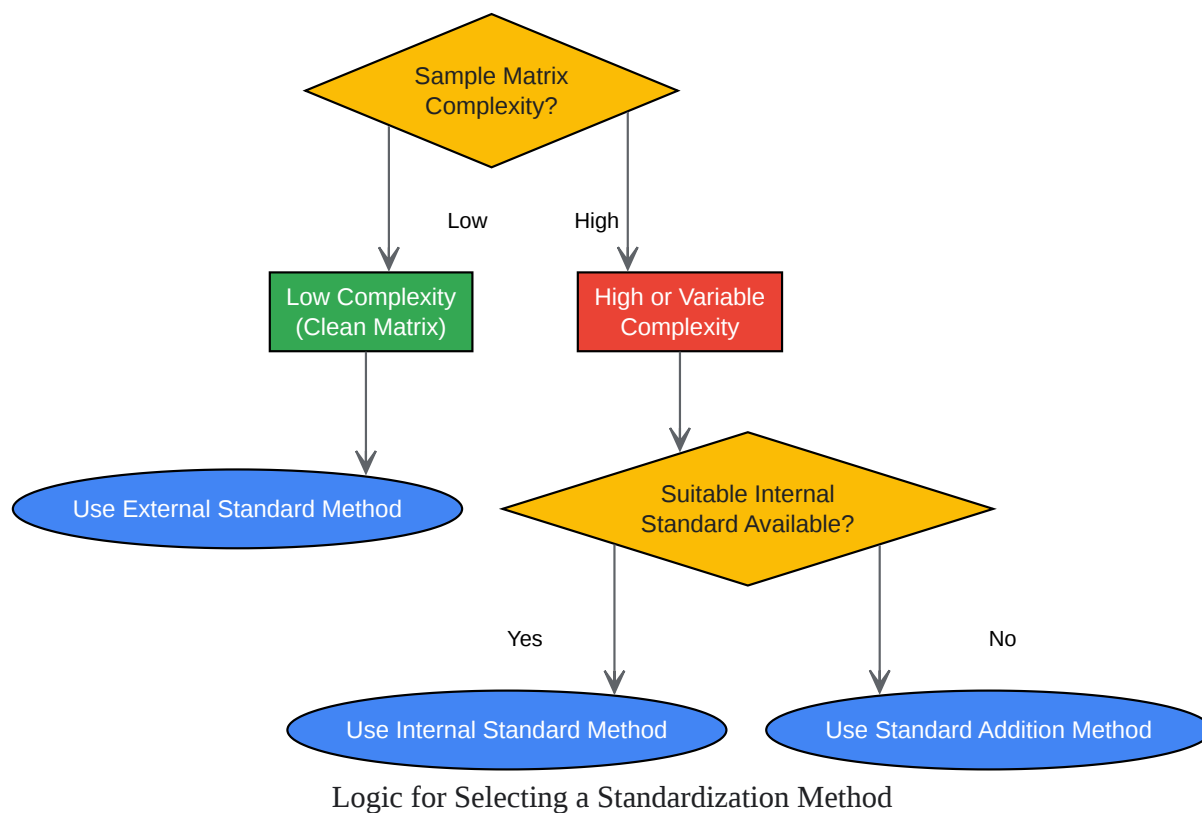 Sample Matrix
Complexity?
Low
High
Low Complexity
(Clean Matrix)
High or Variable
Complexity
Use External Standard Method
Suitable Internal
Standard Available?
Yes
No
Use Internal Standard Method
Use Standard Addition Method
Logic for Selecting a Standardization Method